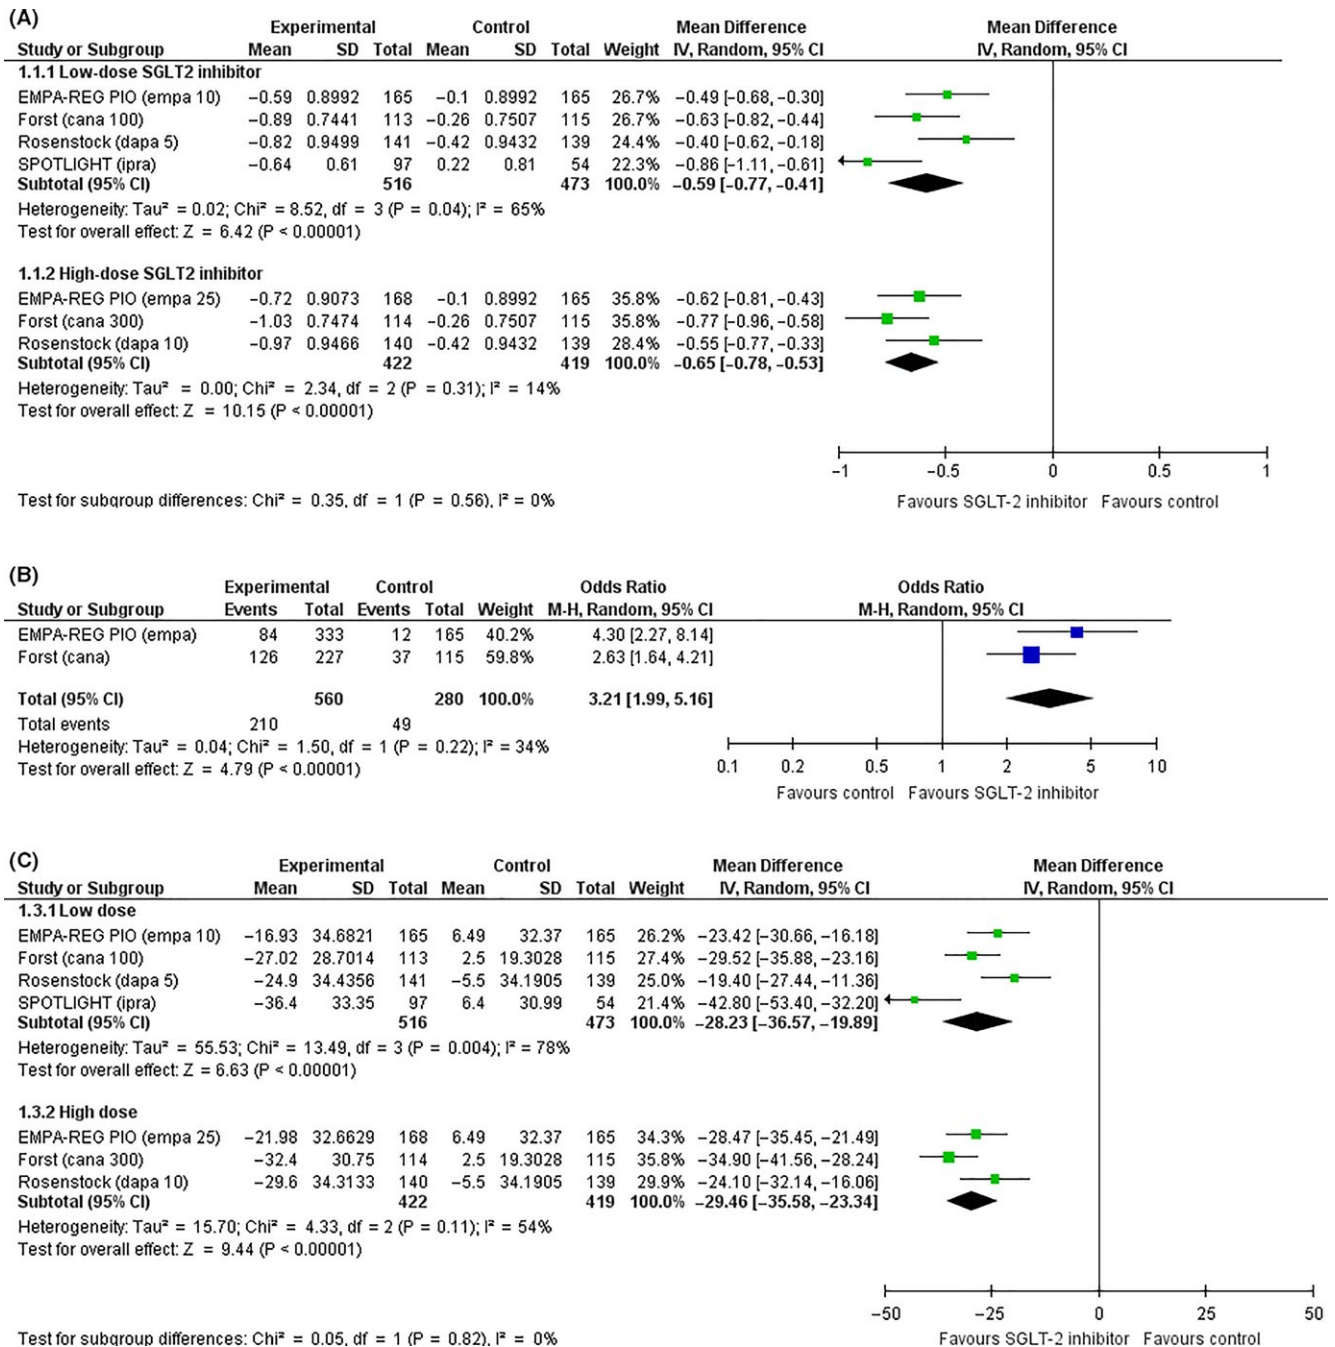 (A)
Experimental Control Mean Difference Mean Difference
Study or Subgroup Mean SD Total Mean SD Total Weight IV, Random, 95% CI IV, Random, 95% CI
1.1.1 Low-dose SGLT2 inhibitor
EMPA-REG PIO (empa 10) −0.59 0.8992 165 −0.1 0.8992 165 26.7% −0.49 [−0.68, −0.30]
Forst (cana 100) −0.89 0.7441 113 −0.26 0.7507 115 26.7% −0.63 [−0.82, −0.44]
Rosenstock (dapa 5) −0.82 0.9499 141 −0.42 0.9432 139 24.4% −0.40 [−0.62, −0.18]
SPOTLIGHT (ipra) −0.64 0.61 97 0.22 0.81 54 22.3% −0.86 [−1.11, −0.61]
Subtotal (95% CI) 516 473 100.0% −0.59 [−0.77, −0.41]
Heterogeneity: Tau² = 0.02; Chi² = 8.52, df = 3 (P = 0.04); I² = 65%
Test for overall effect: Z = 6.42 (P < 0.00001)
1.1.2 High-dose SGLT2 inhibitor
EMPA-REG PIO (empa 25) −0.72 0.9073 168 −0.1 0.8992 165 35.8% −0.62 [−0.81, −0.43]
Forst (cana 300) −1.03 0.7474 114 −0.26 0.7507 115 35.8% −0.77 [−0.96, −0.58]
Rosenstock (dapa 10) −0.97 0.9466 140 −0.42 0.9432 139 28.4% −0.55 [−0.77, −0.33]
Subtotal (95% CI) 422 419 100.0% −0.65 [−0.78, −0.53]
Heterogeneity: Tau² = 0.00; Chi² = 2.34, df = 2 (P = 0.31); I² = 14%
Test for overall effect: Z = 10.15 (P < 0.00001)
−1 −0.5 0 0.5 1
Test for subgroup differences: Chi² = 0.35, df = 1 (P = 0.56), I² = 0% Favours SGLT-2 inhibitor Favours control
(B)
Experimental Control Odds Ratio Odds Ratio
Study or Subgroup Events Total Events Total Weight M-H, Random, 95% CI M-H, Random, 95% CI
EMPA-REG PIO (empa) 84 333 12 165 40.2% 4.30 [2.27, 8.14]
Forst (cana) 126 227 37 115 59.8% 2.63 [1.64, 4.21]
Total (95% CI) 560 280 100.0% 3.21 [1.99, 5.16]
Total events 210 49
Heterogeneity: Tau² = 0.04; Chi² = 1.50, df = 1 (P = 0.22); I² = 34%
Test for overall effect: Z = 4.79 (P < 0.00001)
0.1 0.2 0.5 1 2 5 10
Favours control Favours SGLT-2 inhibitor
(C)
Experimental Control Mean Difference Mean Difference
Study or Subgroup Mean SD Total Mean SD Total Weight IV, Random, 95% CI IV, Random, 95% CI
1.3.1 Low dose
EMPA-REG PIO (empa 10) −16.93 34.6821 165 6.49 32.37 165 26.2% −23.42 [−30.66, −16.18]
Forst (cana 100) −27.02 28.7014 113 2.5 19.3028 115 27.4% −29.52 [−35.88, −23.16]
Rosenstock (dapa 5) −24.9 34.4356 141 −5.5 34.1905 139 25.0% −19.40 [−27.44, −11.36]
SPOTLIGHT (ipra) −36.4 33.35 97 6.4 30.99 54 21.4% −42.80 [−53.40, −32.20]
Subtotal (95% CI) 516 473 100.0% −28.23 [−36.57, −19.89]
Heterogeneity: Tau² = 55.53; Chi² = 13.49, df = 3 (P = 0.004); I² = 78%
Test for overall effect: Z = 6.63 (P < 0.00001)
1.3.2 High dose
EMPA-REG PIO (empa 25) −21.98 32.6629 168 6.49 32.37 165 34.3% −28.47 [−35.45, −21.49]
Forst (cana 300) −32.4 30.75 114 2.5 19.3028 115 35.8% −34.90 [−41.56, −28.24]
Rosenstock (dapa 10) −29.6 34.3133 140 −5.5 34.1905 139 29.9% −24.10 [−32.14, −16.06]
Subtotal (95% CI) 422 419 100.0% −29.46 [−35.58, −23.34]
Heterogeneity: Tau² = 15.70; Chi² = 4.33, df = 2 (P = 0.11); I² = 54%
Test for overall effect: Z = 9.44 (P < 0.00001)
−50 −25 0 25 50
Test for subgroup differences: Chi² = 0.05, df = 1 (P = 0.82), I² = 0% Favours SGLT-2 inhibitor Favours control